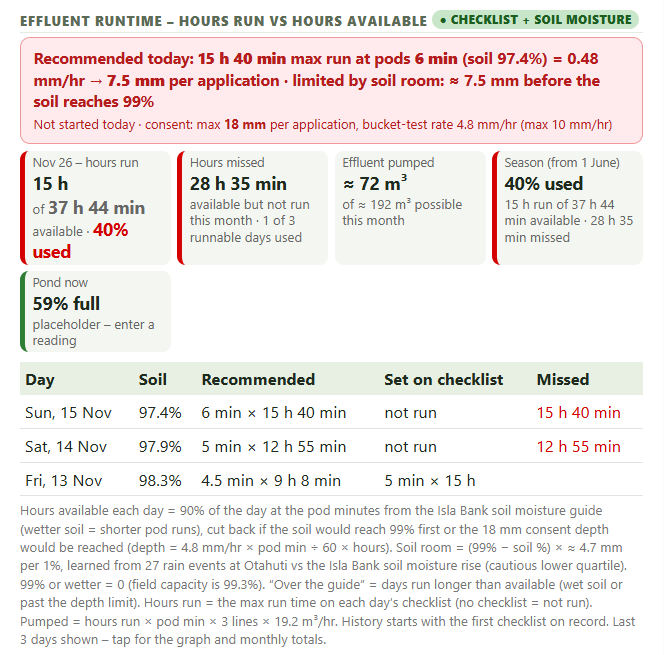 EFFLUENT RUNTIME – HOURS RUN VS HOURS AVAILABLE • CHECKLIST + SOIL MOISTURE
Recommended today: 15 h 40 min max run at pods 6 min (soil 97.4%) = 0.48
mm/hr → 7.5 mm per application · limited by soil room: ≈ 7.5 mm before the
soil reaches 99%
Not started today · consent: max 18 mm per application, bucket-test rate 4.8 mm/hr (max 10 mm/hr)
Nov 26 – hours run
15 h
of 37 h 44 min
available · 40%
used
Hours missed
28 h 35 min
available but not run
this month · 1 of 3
runnable days used
Effluent pumped
≈ 72 m³
of ≈ 192 m³ possible
this month
Season (from 1 June)
40% used
15 h run of 37 h 44
min available · 28 h 35
min missed
Pond now
59% full
placeholder – enter a
reading
Day Soil Recommended Set on checklist Missed
Sun, 15 Nov 97.4% 6 min × 15 h 40 min not run 15 h 40 min
Sat, 14 Nov 97.9% 5 min × 12 h 55 min not run 12 h 55 min
Fri, 13 Nov 98.3% 4.5 min × 9 h 8 min 5 min × 15 h
Hours available each day = 90% of the day at the pod minutes from the Isla Bank soil moisture guide
(wetter soil = shorter pod runs), cut back if the soil would reach 99% first or the 18 mm consent depth
would be reached (depth = 4.8 mm/hr × pod min ÷ 60 × hours). Soil room = (99% − soil %) × ≈ 4.7 mm
per 1%, learned from 27 rain events at Otahuti vs the Isla Bank soil moisture rise (cautious lower quartile).
99% or wetter = 0 (field capacity is 99.3%). “Over the guide” = days run longer than available (wet soil or
past the depth limit). Hours run = the max run time on each day's checklist (no checklist = not run).
Pumped = hours run × pod min × 3 lines × 19.2 m³/hr. History starts with the first checklist on record. Last
3 days shown – tap for the graph and monthly totals.